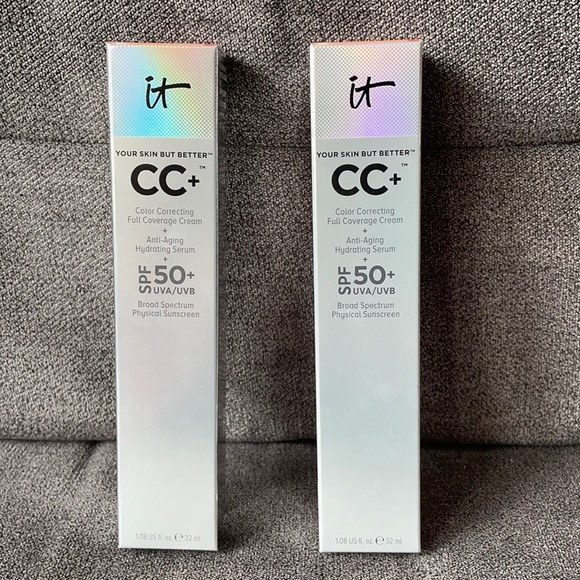 it
YOUR SKIN BUT BETTER™
CC+™
Color Correcting
Full Coverage Cream
+
Anti-Aging
Hydrating Serum
+
SPF 50+
UVA/UVB
Broad Spectrum
Physical Sunscreen
1.08 US fl. oz. ℮ 32 ml
it
YOUR SKIN BUT BETTER™
CC+™
Color Correcting
Full Coverage Cream
+
Anti-Aging
Hydrating Serum
+
SPF 50+
UVA/UVB
Broad Spectrum
Physical Sunscreen
1.08 US fl. oz. ℮ 32 ml